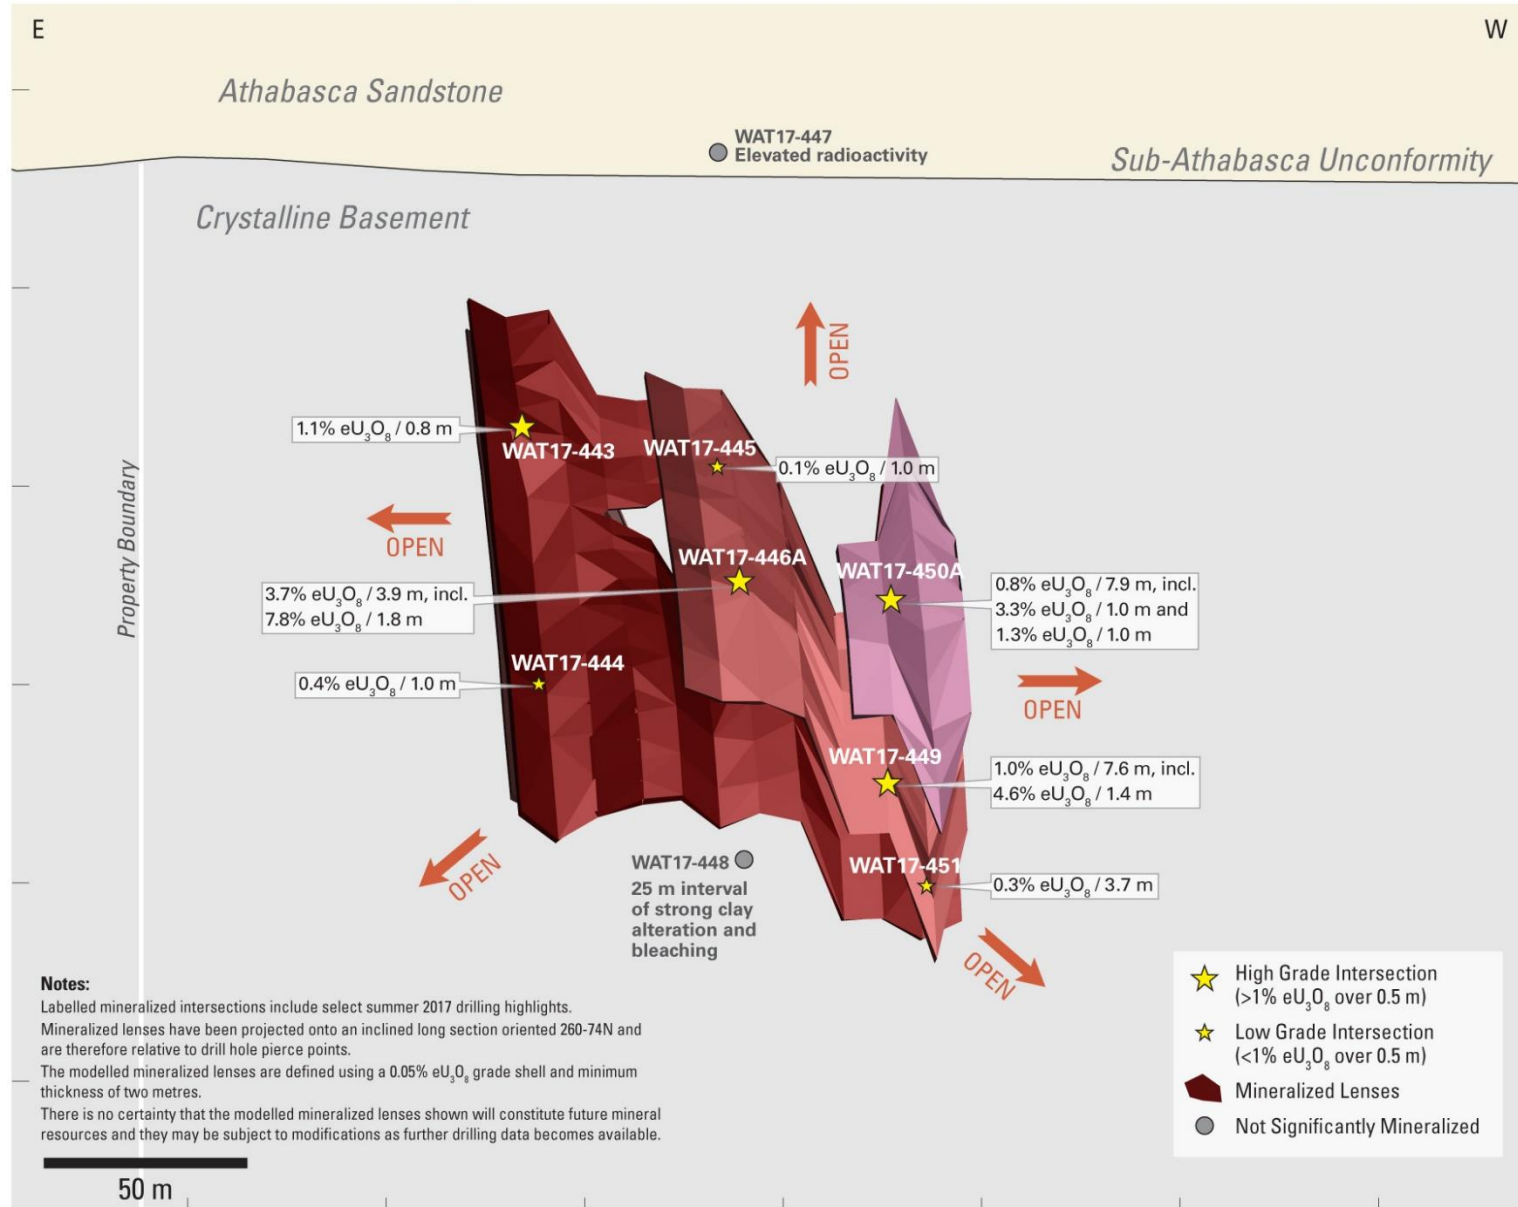 E
W
Athabasca Sandstone
WAT17-447
Elevated radioactivity
Sub-Athabasca Unconformity
Crystalline Basement
Property Boundary
OPEN
1.1% eU₃O₈ / 0.8 m
WAT17-443
WAT17-445
0.1% eU₃O₈ / 1.0 m
OPEN
WAT17-446A
3.7% eU₃O₈ / 3.9 m, incl.
7.8% eU₃O₈ / 1.8 m
WAT17-450A
0.8% eU₃O₈ / 7.9 m, incl.
3.3% eU₃O₈ / 1.0 m and
1.3% eU₃O₈ / 1.0 m
WAT17-444
0.4% eU₃O₈ / 1.0 m
OPEN
WAT17-449
1.0% eU₃O₈ / 7.6 m, incl.
4.6% eU₃O₈ / 1.4 m
OPEN
WAT17-448
25 m interval
of strong clay
alteration and
bleaching
WAT17-451
0.3% eU₃O₈ / 3.7 m
OPEN
Notes:
Labelled mineralized intersections include select summer 2017 drilling highlights.
Mineralized lenses have been projected onto an inclined long section oriented 260-74N and
are therefore relative to drill hole pierce points.
The modelled mineralized lenses are defined using a 0.05% eU₃O₈ grade shell and minimum
thickness of two metres.
There is no certainty that the modelled mineralized lenses shown will constitute future mineral
resources and they may be subject to modifications as further drilling data becomes available.
50 m
High Grade Intersection
(>1% eU₃O₈ over 0.5 m)
Low Grade Intersection
(<1% eU₃O₈ over 0.5 m)
Mineralized Lenses
Not Significantly Mineralized